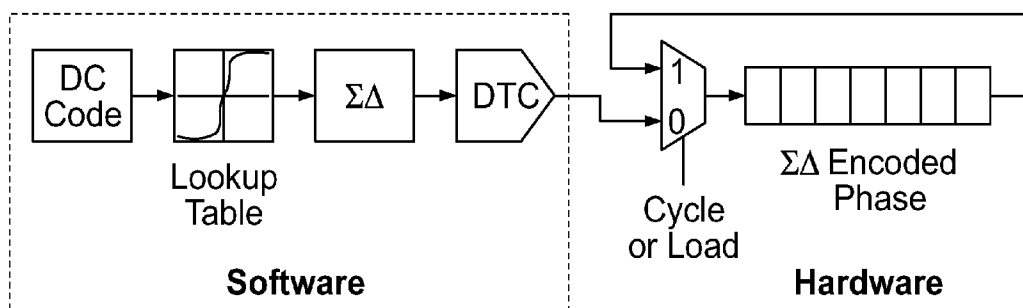 DC
Code
Lookup
Table
ΣΔ
DTC
1
0
Cycle
or Load
ΣΔ Encoded
Phase
Software
Hardware